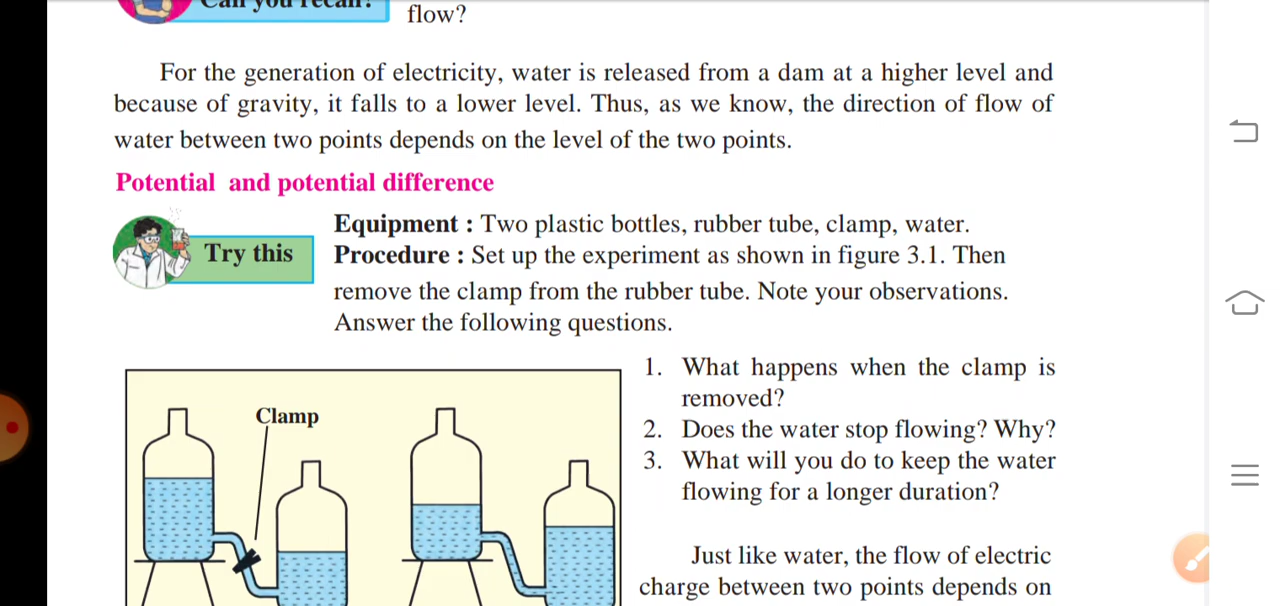 Can you recall?
flow?
For the generation of electricity, water is released from a dam at a higher level and
because of gravity, it falls to a lower level. Thus, as we know, the direction of flow of
water between two points depends on the level of the two points.
Potential and potential difference
Try this
Equipment : Two plastic bottles, rubber tube, clamp, water.
Procedure : Set up the experiment as shown in figure 3.1. Then
remove the clamp from the rubber tube. Note your observations.
Answer the following questions.
Clamp
1. What happens when the clamp is
removed?
2. Does the water stop flowing? Why?
3. What will you do to keep the water
flowing for a longer duration?
Just like water, the flow of electric
charge between two points depends on